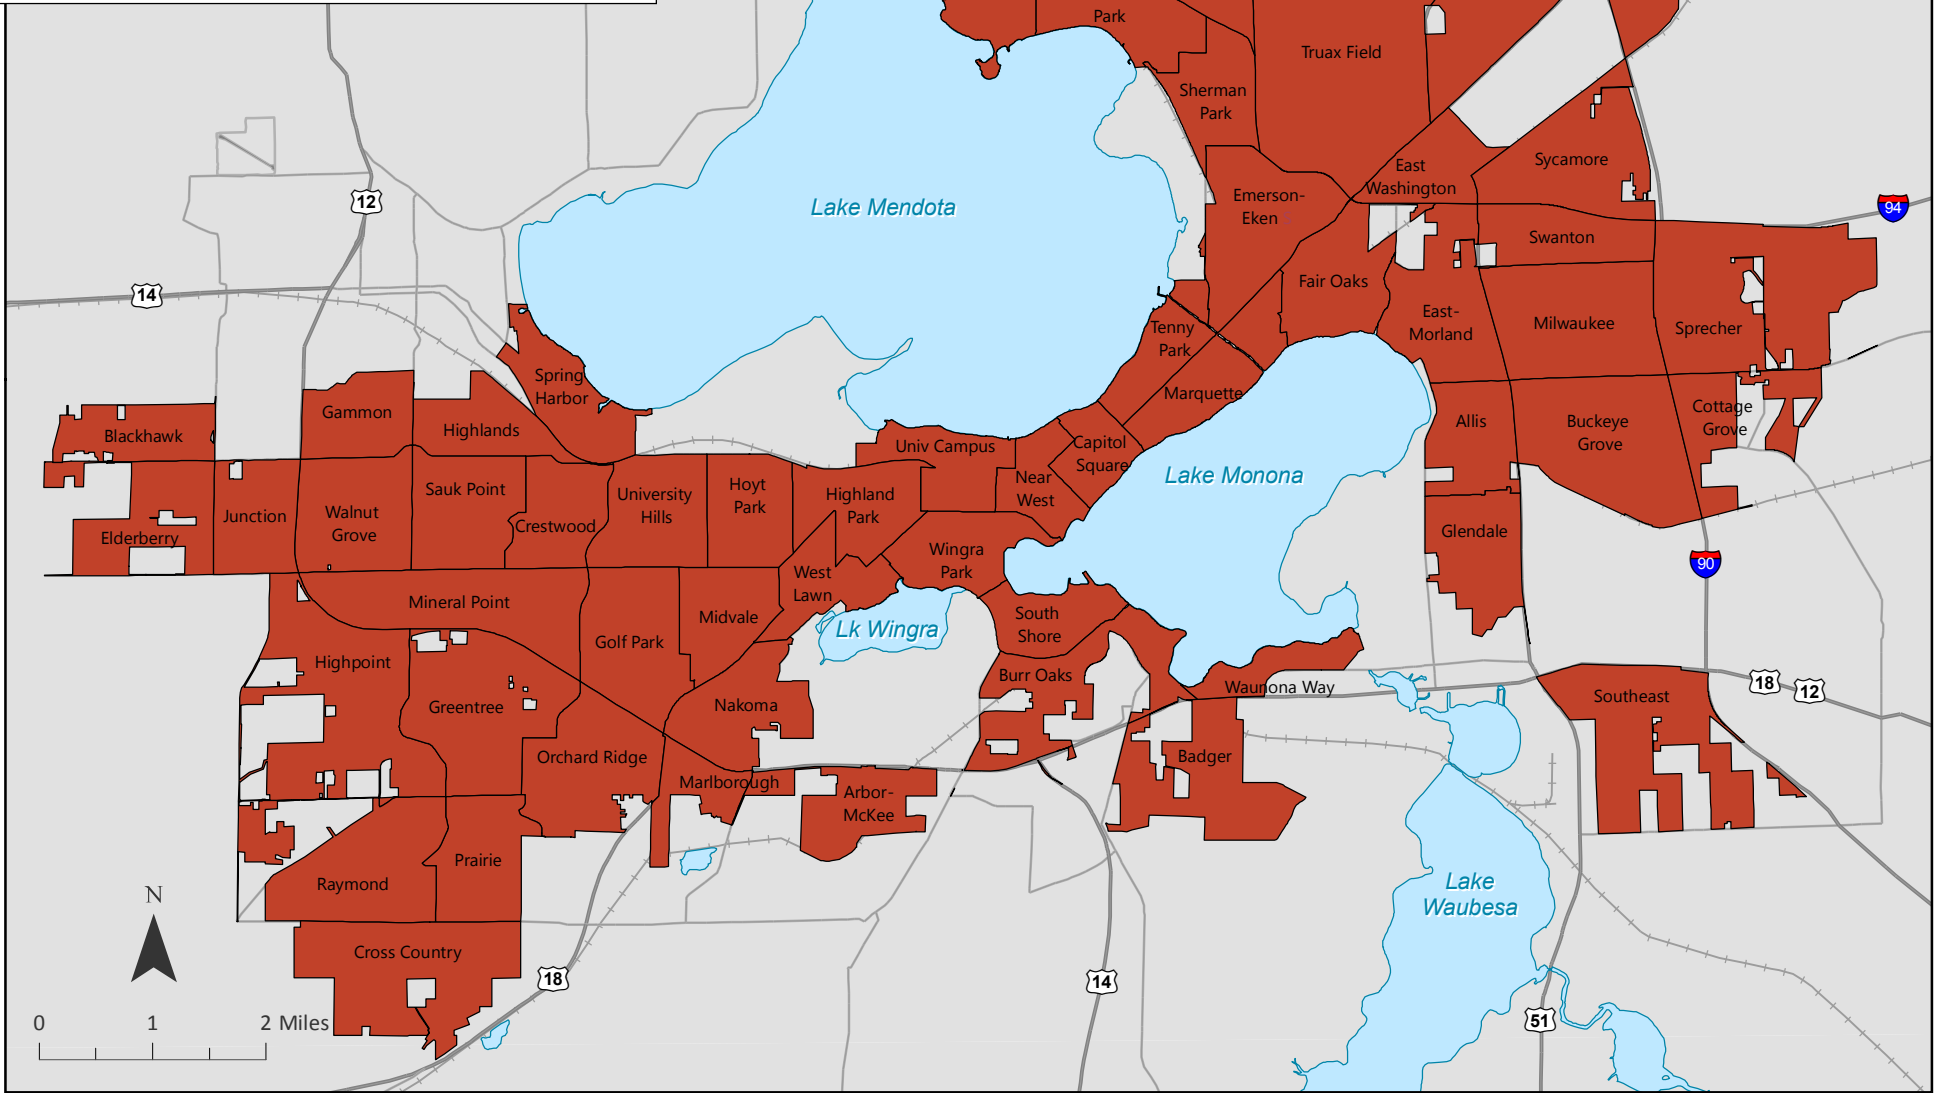 Park
Truax Field
Sherman
Park
Sycamore
East
Washington
Emerson-
Eken
12
Lake Mendota
94
Swanton
14
Fair Oaks
East-
Morland
Milwaukee
Sprecher
Tenny
Park
Spring
Harbor
Marquette
Gammon
Blackhawk
Highlands
Allis
Buckeye
Grove
Cottage
Grove
Univ Campus
Capitol
Square
Lake Monona
Near
West
Sauk Point
University
Hills
Hoyt
Park
Highland
Park
Junction
Walnut
Grove
Crestwood
Elderberry
Glendale
Wingra
Park
90
West
Lawn
Mineral Point
Midvale
Golf Park
Lk Wingra
South
Shore
Highpoint
Burr Oaks
Waunona Way
18
12
Southeast
Greentree
Nakoma
Orchard Ridge
Badger
Marlborough
Arbor-
McKee
Prairie
Raymond
Lake
Waubesa
N
Cross Country
18
14
51
0 1 2 Miles